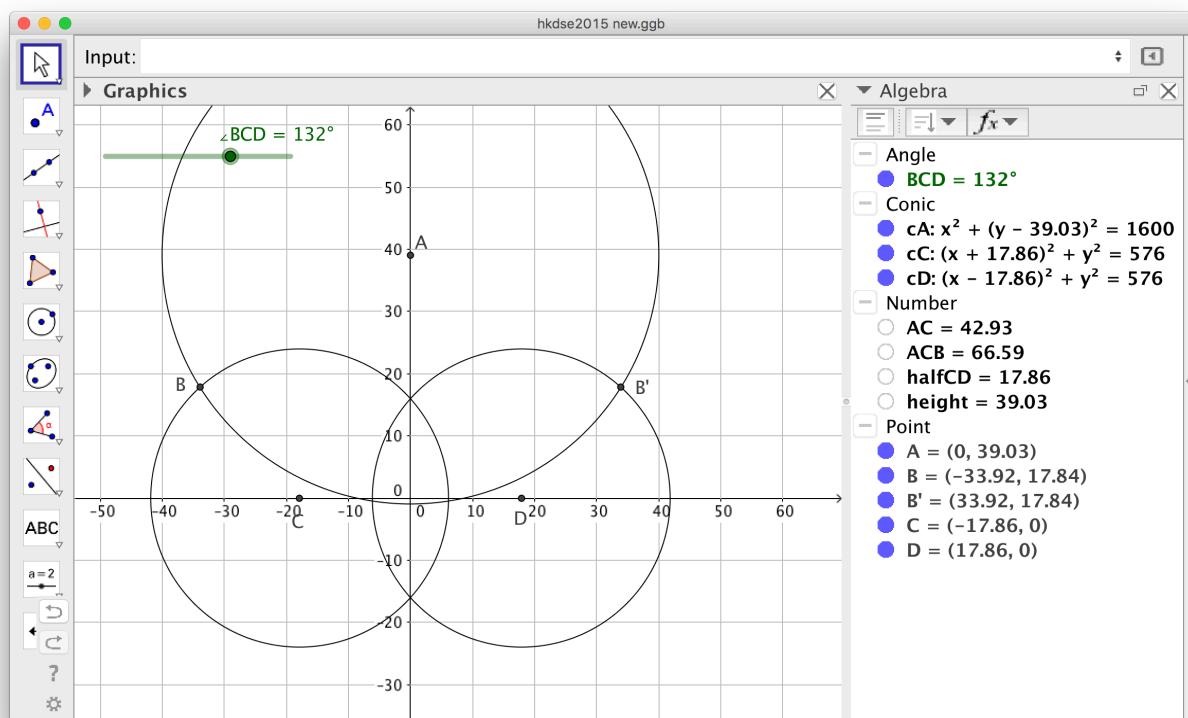 hkdse2015 new.ggb
Input:
Graphics
Algebra
A
ABC
a=2
?
α
∠BCD = 132°
60
50
40
30
20
10
0
-10
-20
-30
-50 -40 -30 -20 -10 0 10 20 30 40 50 60
A
B
B'
C
D
fx
Angle
BCD = 132°
Conic
cA: x² + (y – 39.03)² = 1600
cC: (x + 17.86)² + y² = 576
cD: (x – 17.86)² + y² = 576
Number
AC = 42.93
ACB = 66.59
halfCD = 17.86
height = 39.03
Point
A = (0, 39.03)
B = (-33.92, 17.84)
B' = (33.92, 17.84)
C = (-17.86, 0)
D = (17.86, 0)